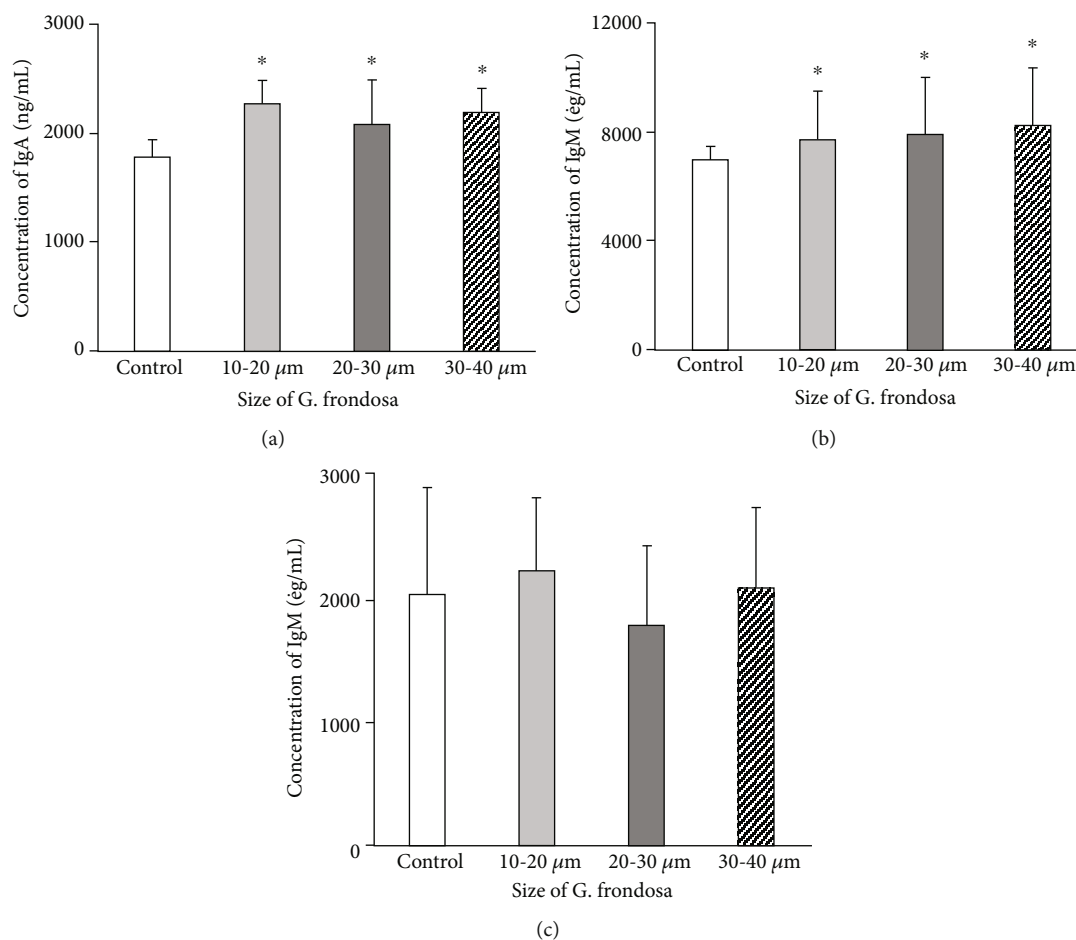 Concentration of IgA (ng/mL)
3000
2000
1000
0
* * *
Control 10-20 µm 20-30 µm 30-40 µm
Size of G. frondosa
(a)
Concentration of IgM (ėg/mL)
12000
8000
4000
0
* * *
Control 10-20 µm 20-30 µm 30-40 µm
Size of G. frondosa
(b)
Concentration of IgM (ėg/mL)
3000
2000
1000
0
Control 10-20 µm 20-30 µm 30-40 µm
Size of G. frondosa
(c)